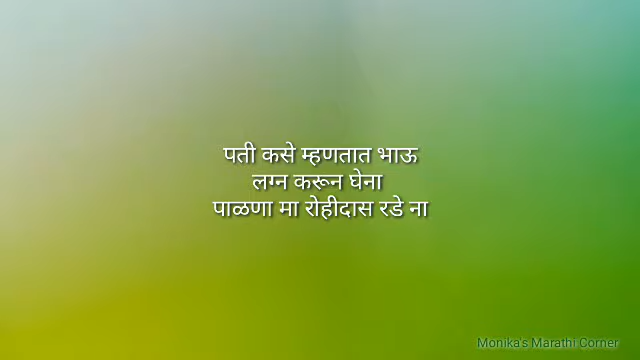 पती कसे म्हणतात भाऊ
लग्न करून घेना
पाळणा मा रोहीदास रडे ना
Monika's Marathi Corner